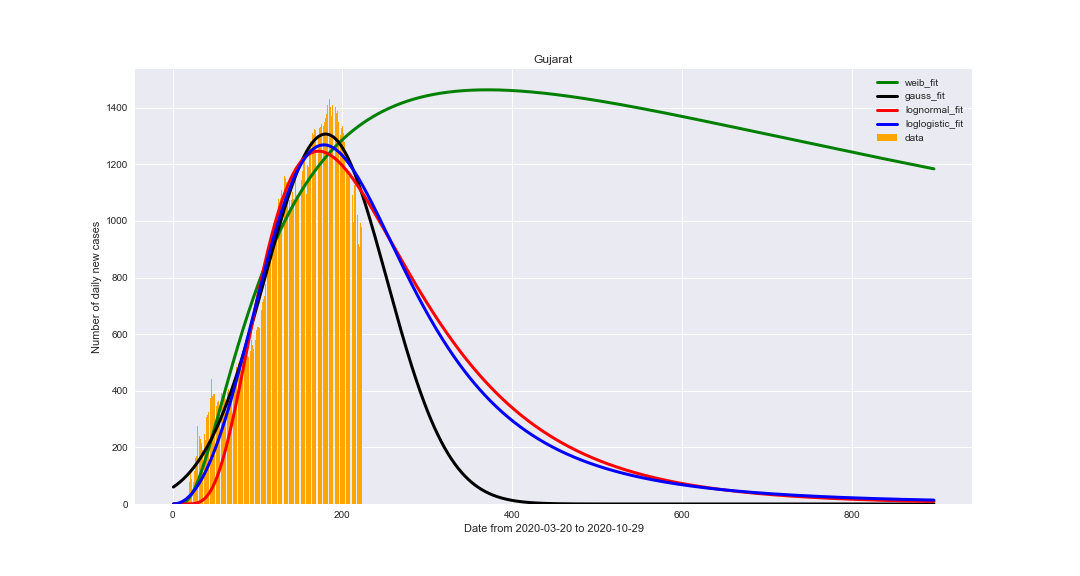 Gujarat
Number of daily new cases
1400
1200
1000
800
600
400
200
0
0
200
400
600
800
Date from 2020-03-20 to 2020-10-29
weib_fit
gauss_fit
lognormal_fit
loglogistic_fit
data